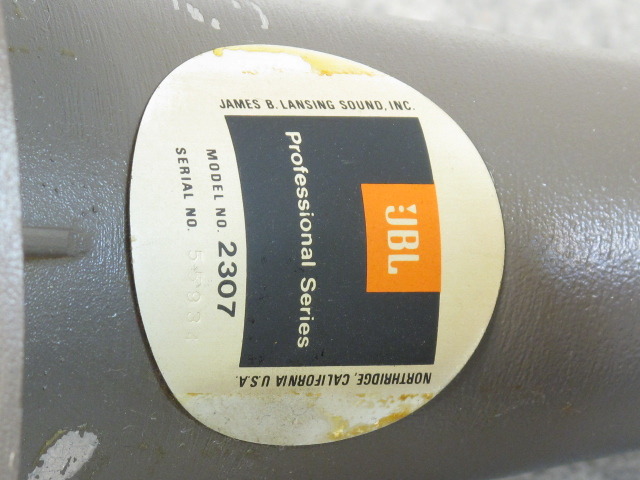 JAMES B. LANSING SOUND, INC.
JBL
Professional Series
MODEL NO. 2307
SERIAL NO.
NORTHRIDGE, CALIFORNIA U.S.A.